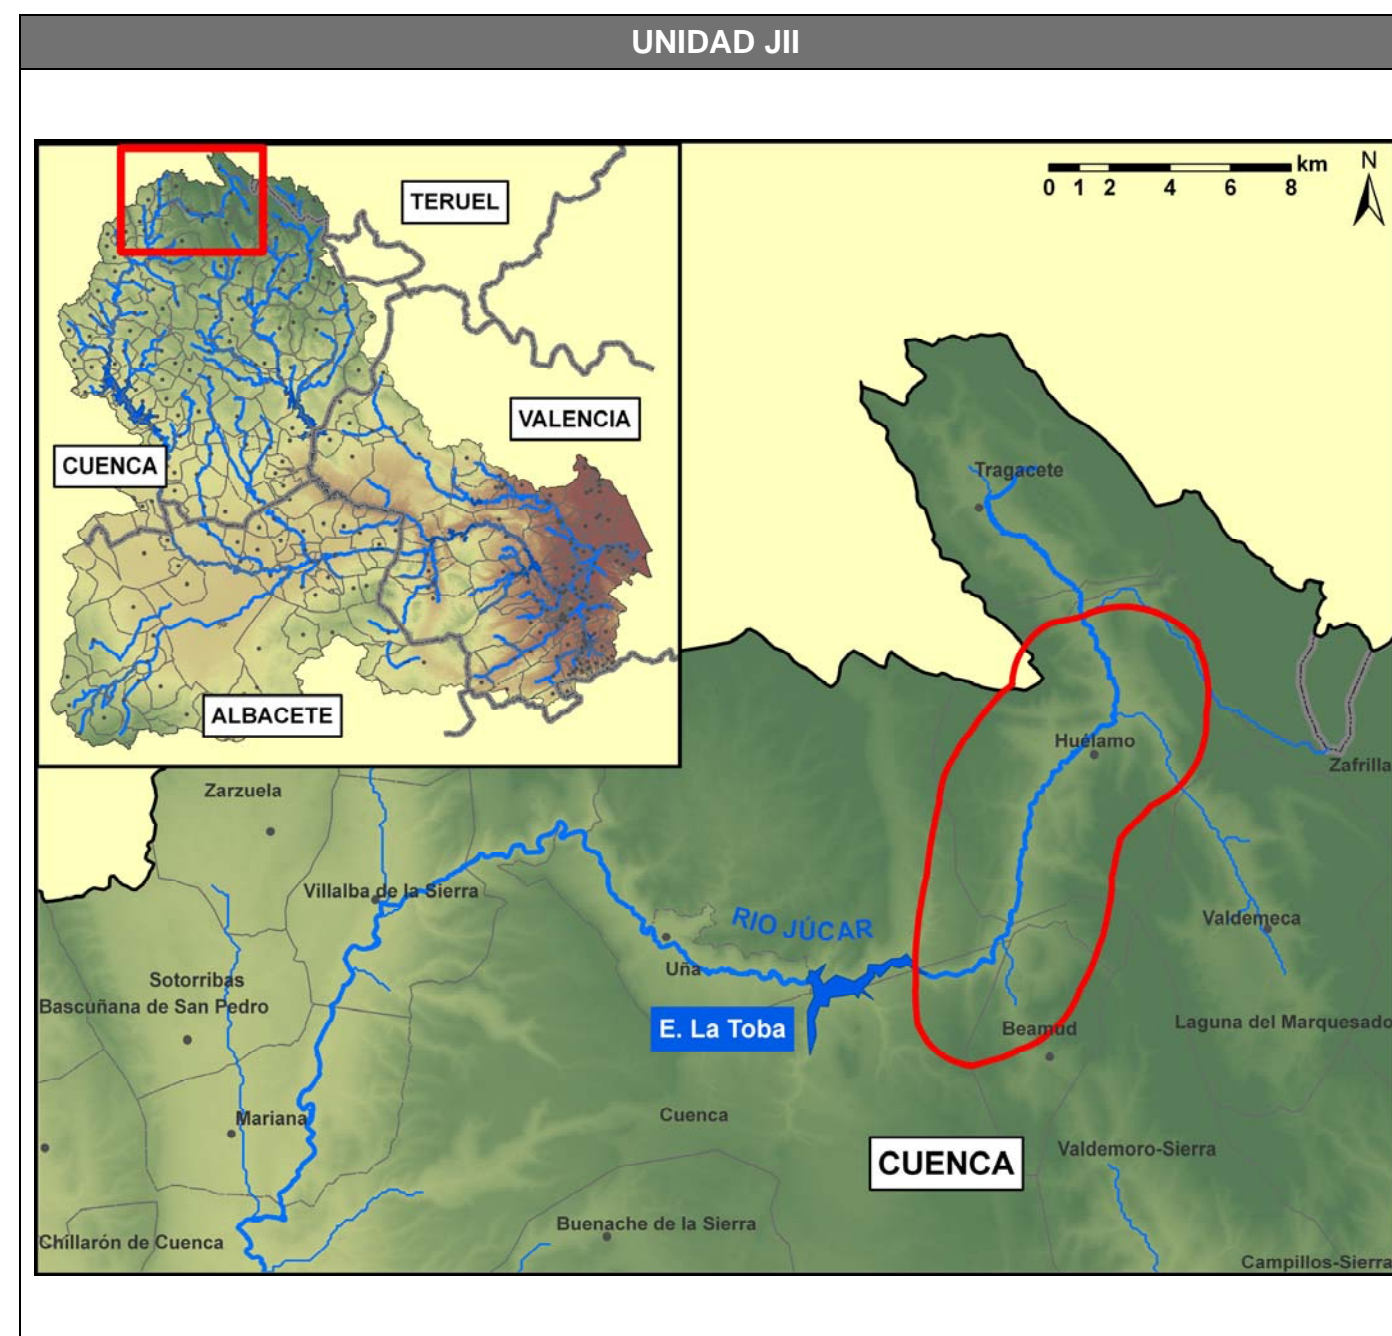 UNIDAD JII
TERUEL
VALENCIA
CUENCA
ALBACETE
km
0 1 2 4 6 8
N
Tragacete
Huélamo
Zafrilla
Zarzuela
Villalba de la Sierra
RIO JÚCAR
Valdemeca
Uña
Sotorribas
Bascuñana de San Pedro
E. La Toba
Beamud
Laguna del Marquesado
Mariana
Cuenca
CUENCA
Valdemoro-Sierra
Buenache de la Sierra
Chillarón de Cuenca
Campillos-Sierra